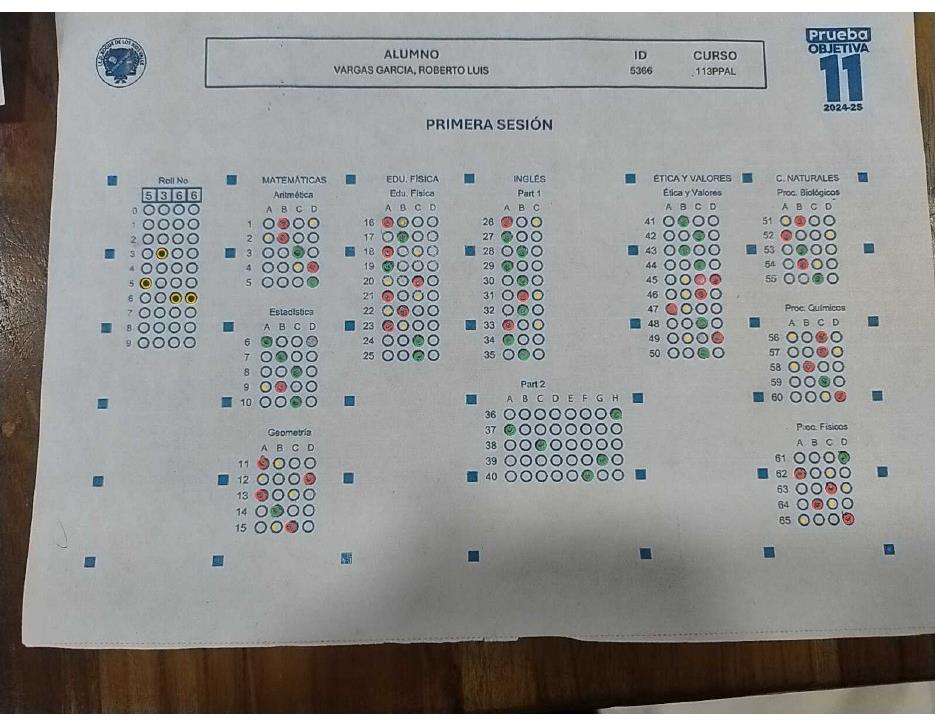 Prueba
OBJETIVA
11
2024-25
ALUMNO ID CURSO
VARGAS GARCIA, ROBERTO LUIS 5366 113PPAL
PRIMERA SESIÓN
Roll No
5 3 6 6
0
1
2
3
4
5
6
7
8
9
MATEMÁTICAS
Aritmética
A B C D
1
2
3
4
5
Estadística
A B C D
6
7
8
9
10
Geometría
A B C D
11
12
13
14
15
EDU. FÍSICA
Edu. Física
A B C D
16
17
18
19
20
21
22
23
24
25
INGLÉS
Part 1
A B C
26
27
28
29
30
31
32
33
34
35
Part 2
A B C D E F G H
36
37
38
39
40
ÉTICA Y VALORES
Ética y Valores
A B C D
41
42
43
44
45
46
47
48
49
50
C. NATURALES
Proc. Biológicos
A B C D
51
52
53
54
55
Proc. Químicos
A B C D
56
57
58
59
60
Proc. Físicos
A B C D
61
62
63
64
65